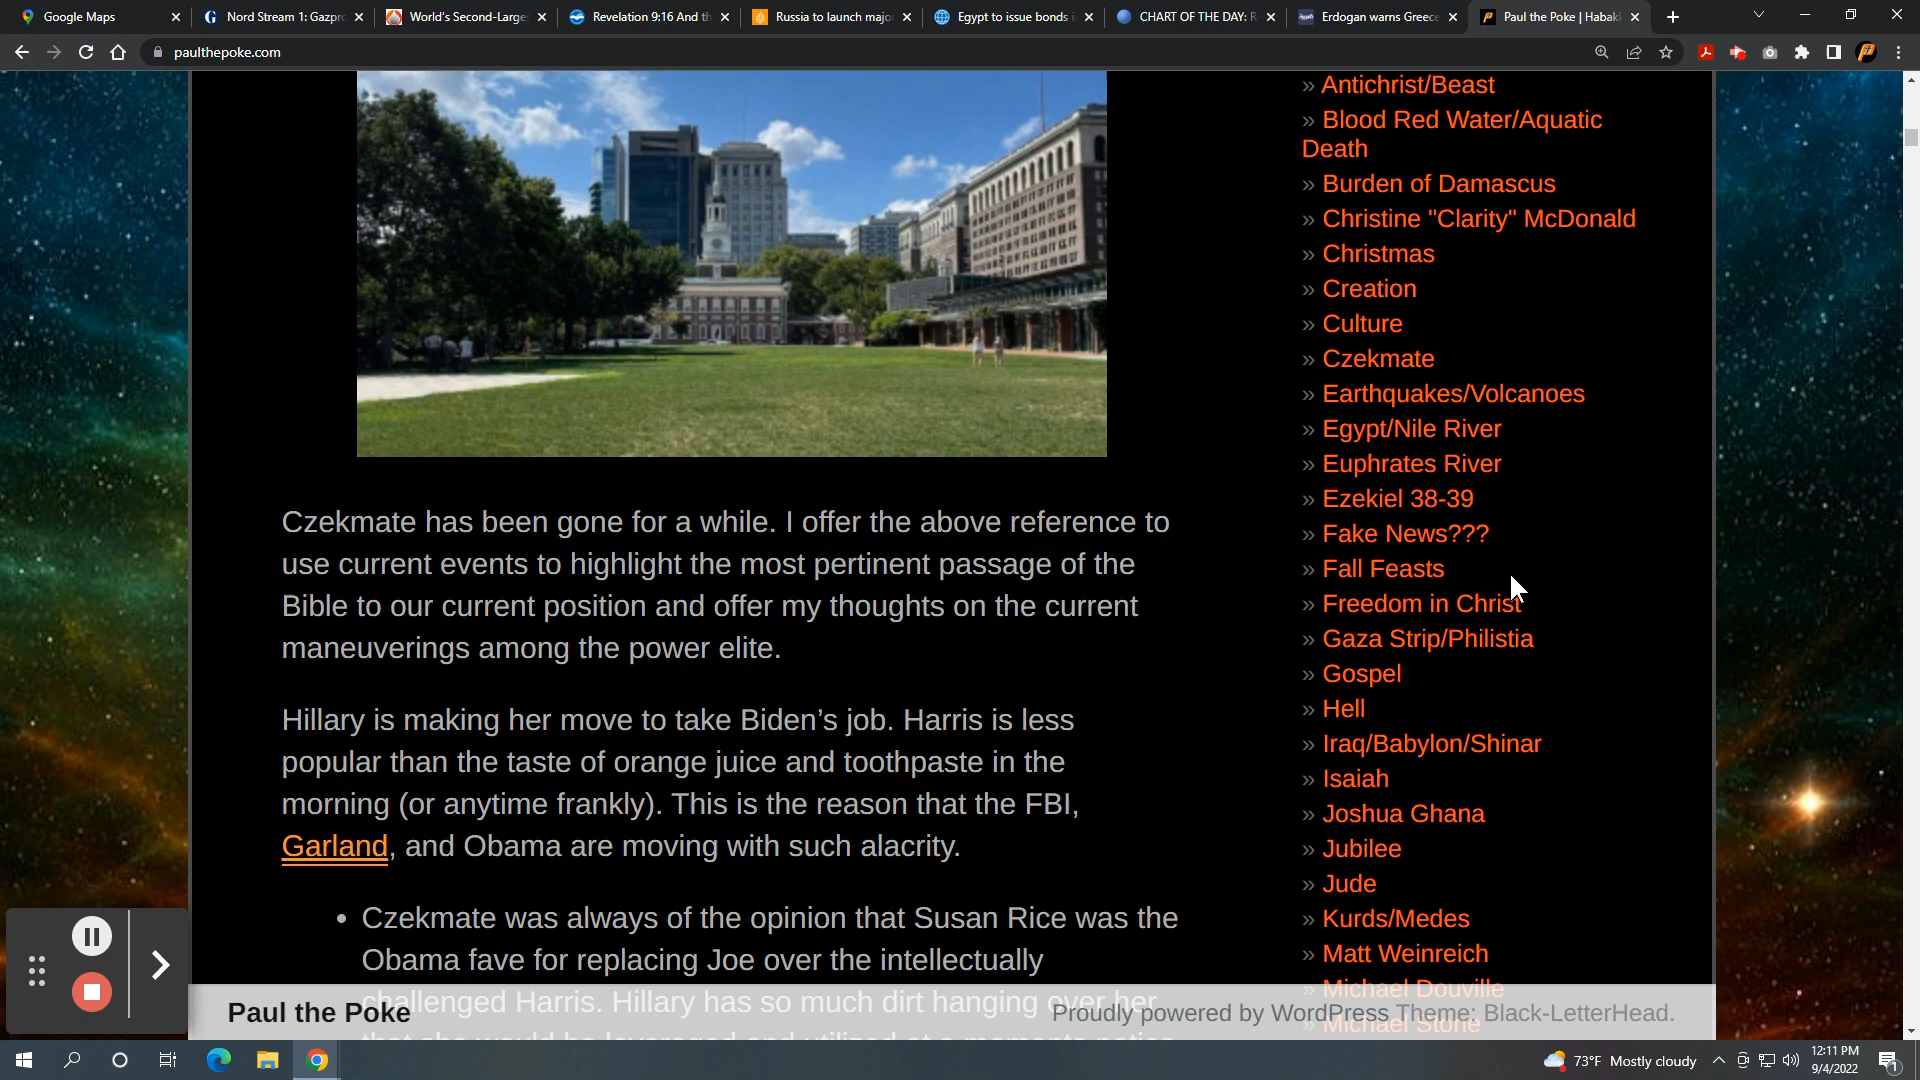 Google Maps
Nord Stream 1: Gazpr
World's Second-Large
Revelation 9:16 And th
Russia to launch majo
Egypt to issue bonds i
CHART OF THE DAY: R
Erdogan warns Greece
Paul the Poke | Habak
paulthepoke.com
» Antichrist/Beast
» Blood Red Water/Aquatic
Death
» Burden of Damascus
» Christine "Clarity" McDonald
» Christmas
» Creation
» Culture
» Czekmate
» Earthquakes/Volcanoes
» Egypt/Nile River
» Euphrates River
» Ezekiel 38-39
» Fake News???
» Fall Feasts
» Freedom in Christ
» Gaza Strip/Philistia
» Gospel
» Hell
» Iraq/Babylon/Shinar
» Isaiah
» Joshua Ghana
» Jubilee
» Jude
» Kurds/Medes
» Matt Weinreich
Michael Douville
Michael Stone
Czekmate has been gone for a while. I offer the above reference to
use current events to highlight the most pertinent passage of the
Bible to our current position and offer my thoughts on the current
maneuverings among the power elite.
Hillary is making her move to take Biden's job. Harris is less
popular than the taste of orange juice and toothpaste in the
morning (or anytime frankly). This is the reason that the FBI,
Garland, and Obama are moving with such alacrity.
• Czekmate was always of the opinion that Susan Rice was the
Obama fave for replacing Joe over the intellectually
challenged Harris. Hillary has so much dirt hanging over her
that she would be leveraged and utilized at a moments notice
Paul the Poke
Proudly powered by WordPress Theme: Black-LetterHead.
73°F Mostly cloudy
12:11 PM
9/4/2022
1